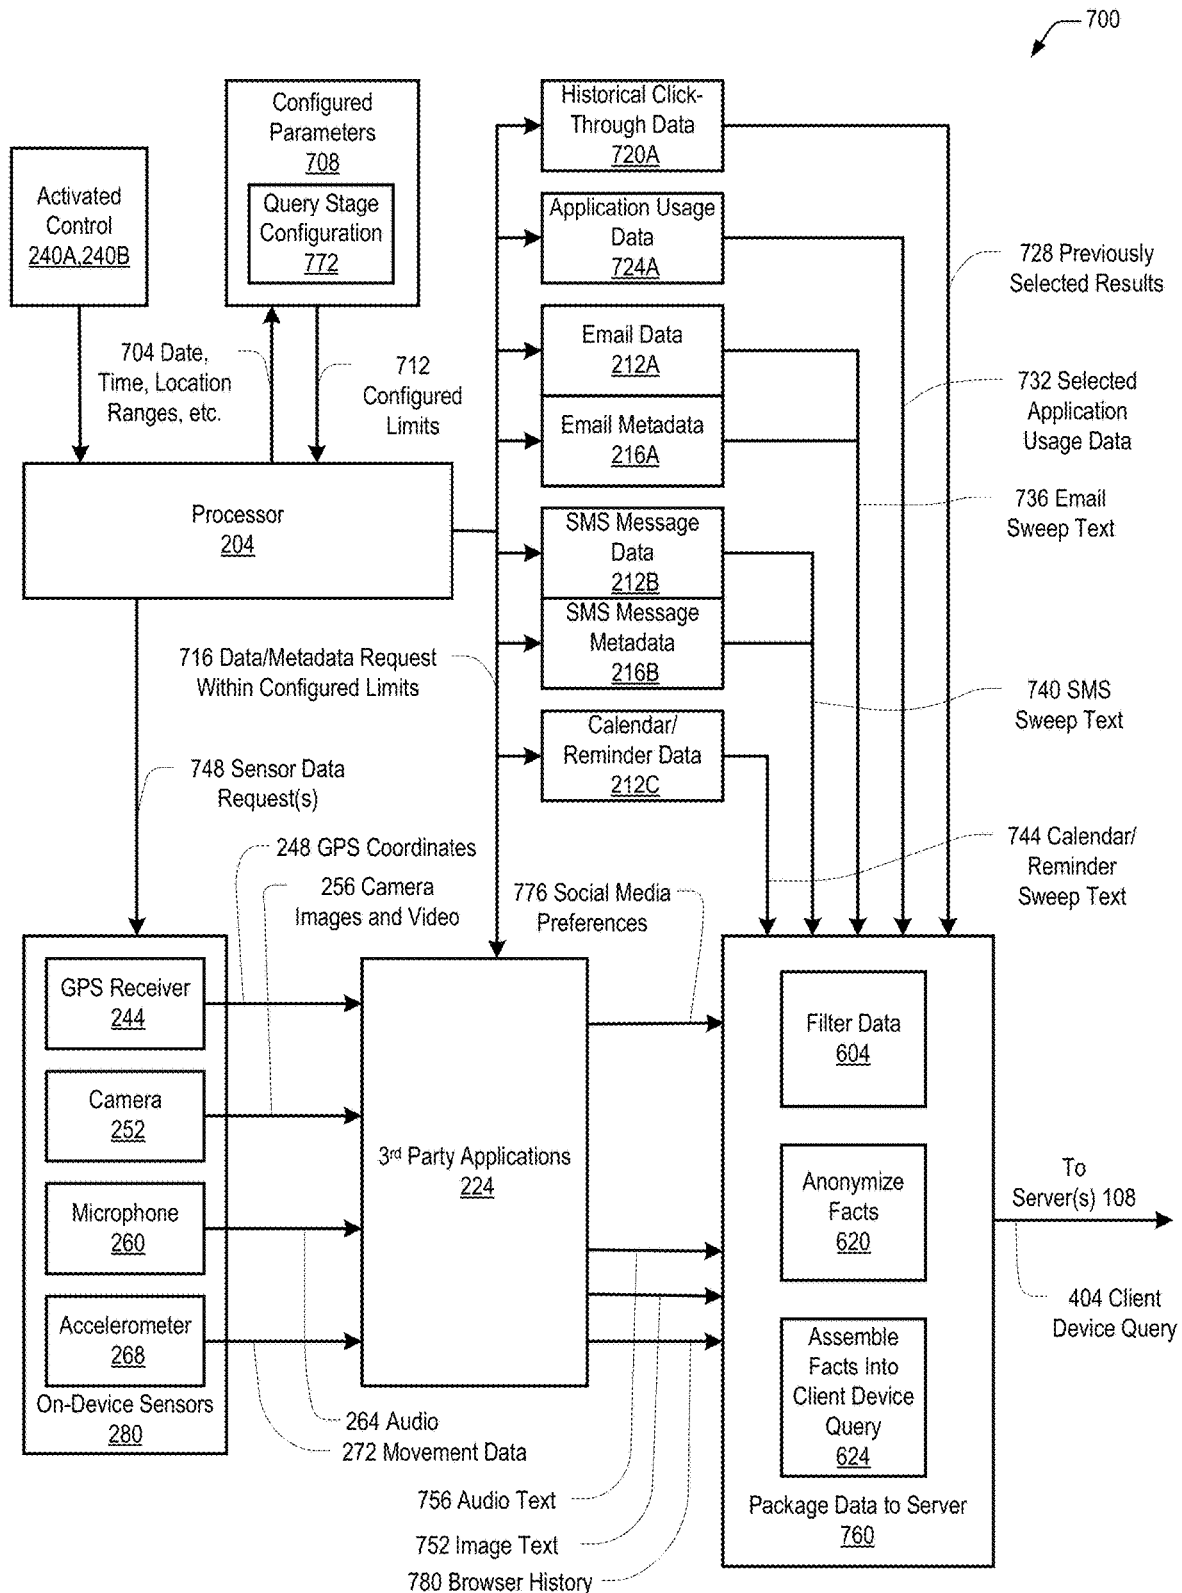 700
Configured
Parameters
708
Query Stage
Configuration
772
Activated
Control
240A,240B
Historical Click-
Through Data
720A
Application Usage
Data
724A
Email Data
212A
Email Metadata
216A
SMS Message
Data
212B
SMS Message
Metadata
216B
Calendar/
Reminder Data
212C
704 Date,
Time, Location
Ranges, etc.
712
Configured
Limits
Processor
204
728 Previously
Selected Results
732 Selected
Application
Usage Data
736 Email
Sweep Text
740 SMS
Sweep Text
744 Calendar/
Reminder
Sweep Text
716 Data/Metadata Request
Within Configured Limits
748 Sensor Data
Request(s)
248 GPS Coordinates
256 Camera
Images and Video
776 Social Media
Preferences
GPS Receiver
244
Camera
252
Microphone
260
Accelerometer
268
On-Device Sensors
280
3rd Party Applications
224
Filter Data
604
Anonymize
Facts
620
Assemble
Facts Into
Client Device
Query
624
Package Data to Server
760
To
Server(s) 108
404 Client
Device Query
264 Audio
272 Movement Data
756 Audio Text
752 Image Text
780 Browser History